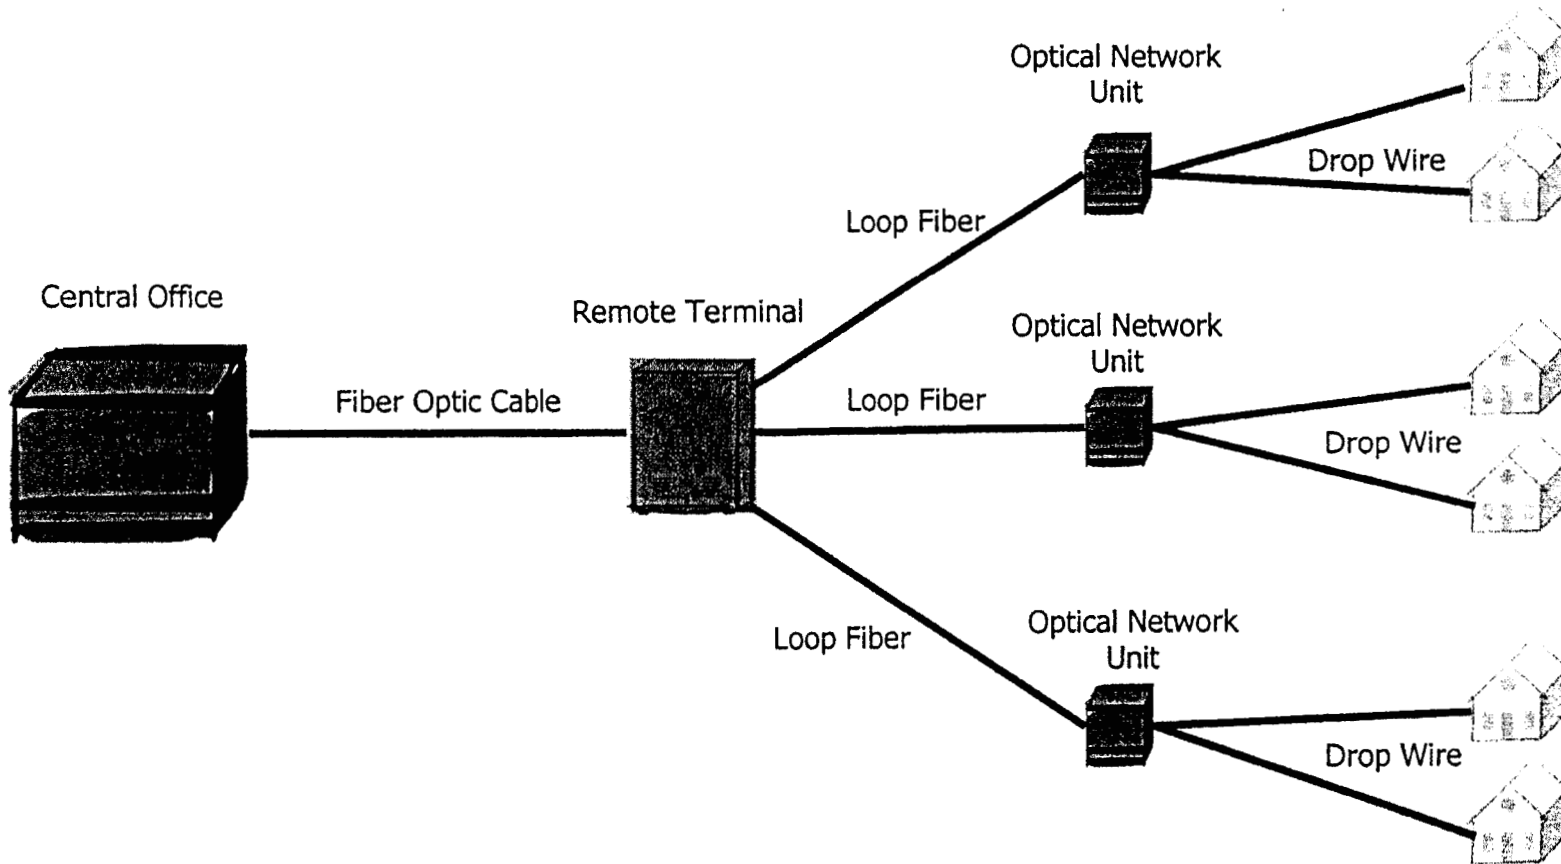 Optical Network
Unit
Drop Wire
Loop Fiber
Central Office
Remote Terminal
Optical Network
Unit
Fiber Optic Cable
Loop Fiber
Drop Wire
Optical Network
Unit
Loop Fiber
Drop Wire